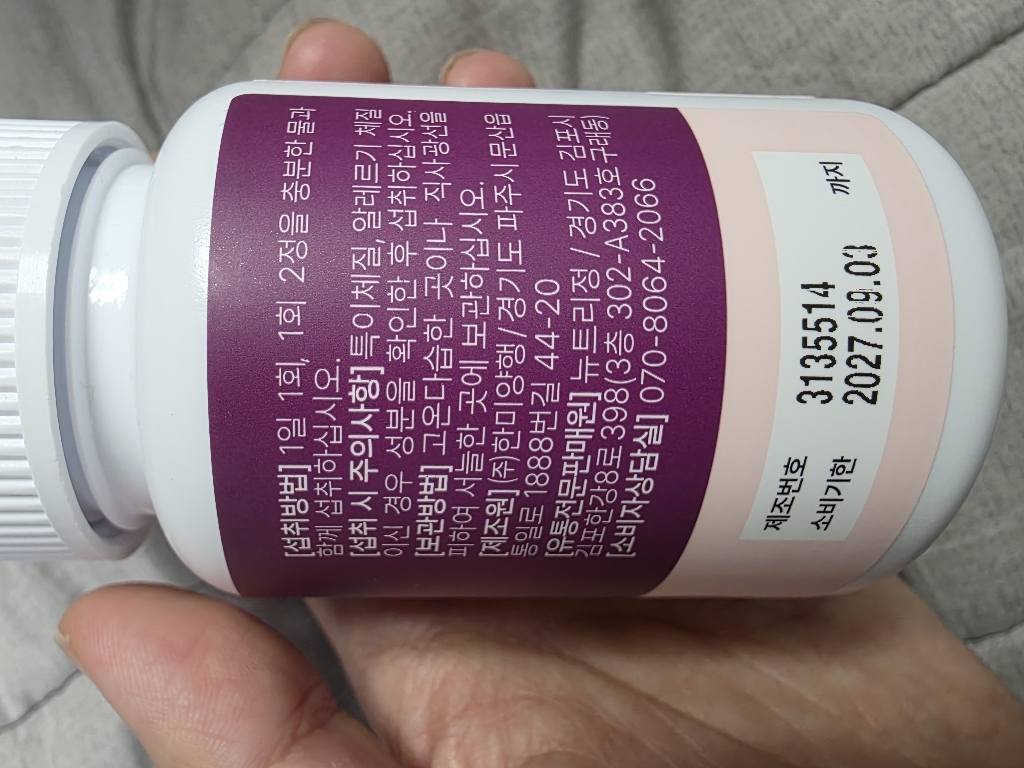 [섭취방법] 1일 1회, 1회 2정을 충분한 물과
함께 섭취하십시오.
[섭취 시 주의사항] 특이체질, 알레르기 체질
이신 경우 성분을 확인한 후 섭취하십시오.
[보관방법] 고온다습한 곳이나 직사광선을
피하여 서늘한 곳에 보관하십시오.
[제조원] (주)한미양행/경기도 파주시 문산읍
통일로 1888번길 44-20
[유통전문판매원] 뉴트리정 / 경기도 김포시
김포한강8로 398(3층 302-A383호 구래동)
[소비자상담실] 070-8064-2066
제조번호 3135514
소비기한 2027.09.03 까지